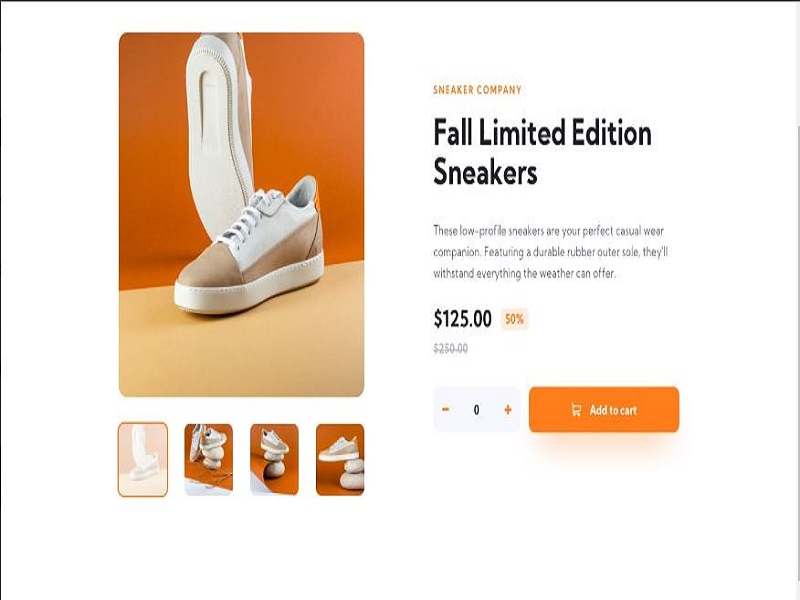 SNEAKER COMPANY
Fall Limited Edition
Sneakers
These low-profile sneakers are your perfect casual wear
companion. Featuring a durable rubber outer sole, they'll
withstand everything the weather can offer.
$125.00 50%
$250.00
0 Add to cart